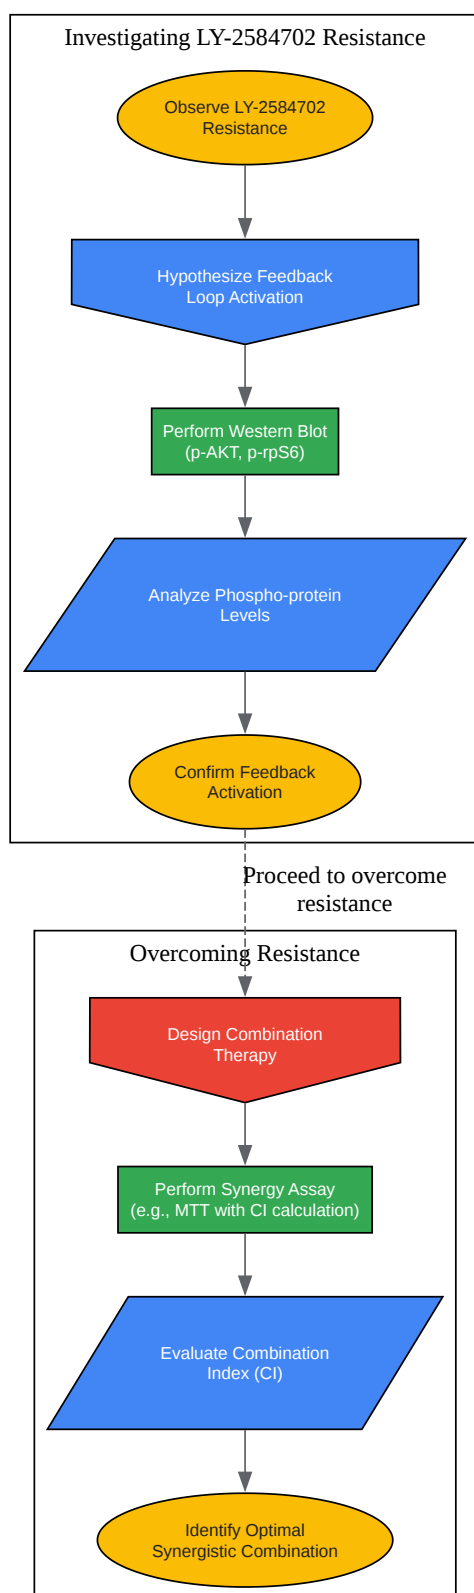 Investigating LY-2584702 Resistance
Observe LY-2584702
Resistance
Hypothesize Feedback
Loop Activation
Perform Western Blot
(p-AKT, p-rpS6)
Analyze Phospho-protein
Levels
Confirm Feedback
Activation
Proceed to overcome
resistance
Overcoming Resistance
Design Combination
Therapy
Perform Synergy Assay
(e.g., MTT with CI calculation)
Evaluate Combination
Index (CI)
Identify Optimal
Synergistic Combination